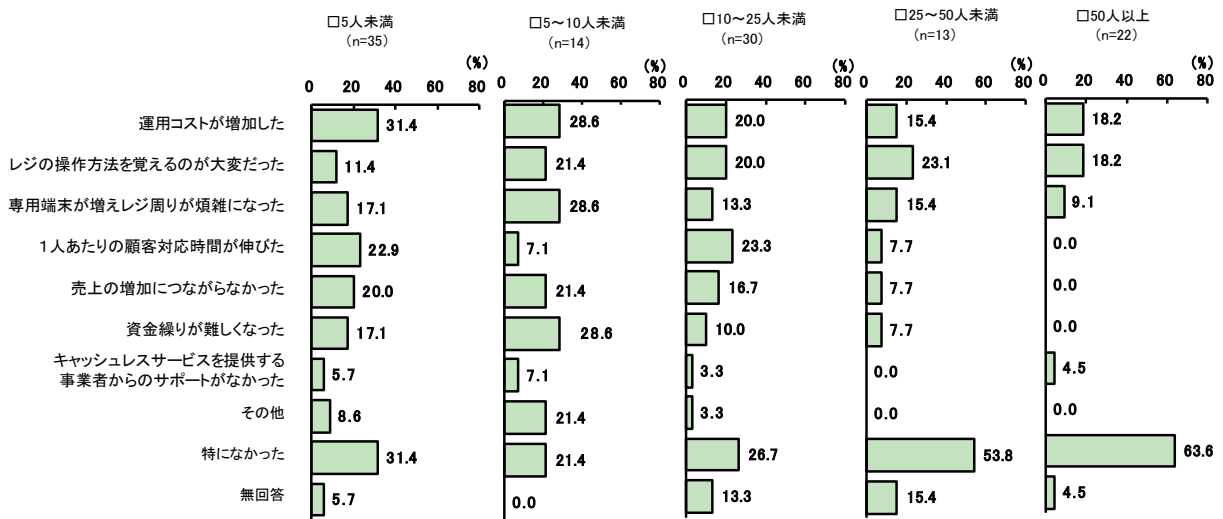 □5人未満
(n=35)
□5～10人未満
(n=14)
□10～25人未満
(n=30)
□25～50人未満
(n=13)
□50人以上
(n=22)
(%) (%) (%) (%) (%)
0 20 40 60 80 0 20 40 60 80 0 20 40 60 80 0 20 40 60 80 0 20 40 60 80
運用コストが増加した 31.4 28.6 20.0 15.4 18.2
レジの操作方法を覚えるのが大変だった 11.4 21.4 20.0 23.1 18.2
専用端末が増えレジ周りが煩雑になった 17.1 28.6 13.3 15.4 9.1
1人あたりの顧客対応時間が伸びた 22.9 7.1 23.3 7.7 0.0
売上の増加につながらなかった 20.0 21.4 16.7 7.7 0.0
資金繰りが難しくなった 17.1 28.6 10.0 7.7 0.0
キャッシュレスサービスを提供する
事業者からのサポートがなかった 5.7 7.1 3.3 0.0 4.5
その他 8.6 21.4 3.3 0.0 0.0
特になかった 31.4 21.4 26.7 53.8 63.6
無回答 5.7 0.0 13.3 15.4 4.5